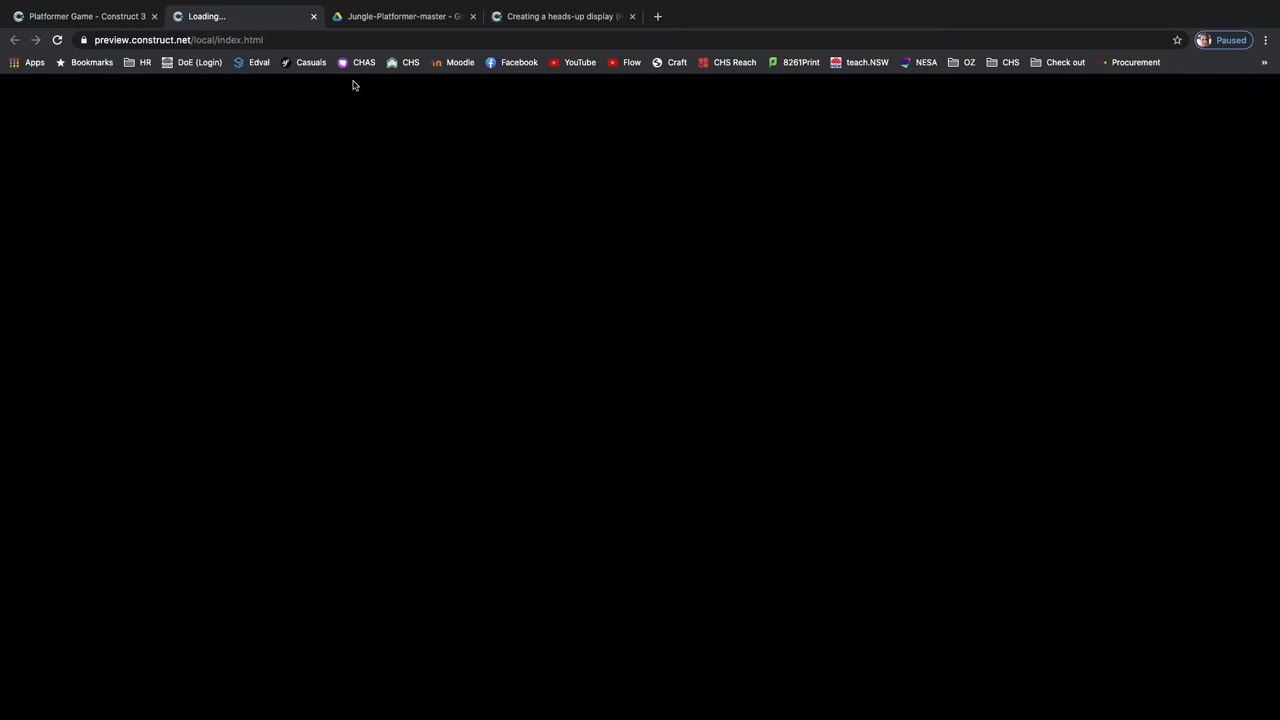 Platformer Game - Construct 3
Loading...
Jungle-Platformer-master - Go
Creating a heads-up display (H
preview.construct.net/local/index.html
Paused
Apps
Bookmarks
HR
DoE (Login)
Edval
Casuals
CHAS
CHS
Moodle
Facebook
YouTube
Flow
Craft
CHS Reach
8261Print
teach.NSW
NESA
OZ
CHS
Check out
Procurement